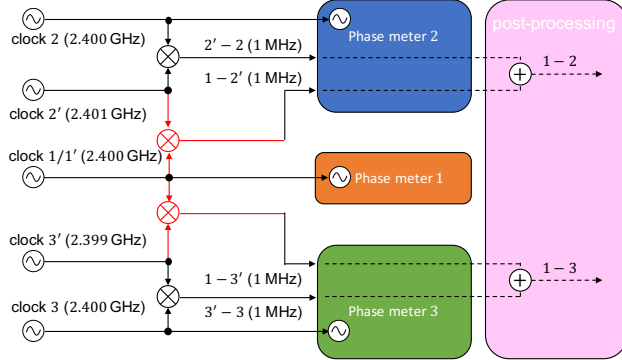 post-processing
clock 2 (2.400 GHz)
Phase meter 2
2′ − 2 (1 MHz)
1 − 2
1 − 2′ (1 MHz)
clock 2′ (2.401 GHz)
clock 1/1′ (2.400 GHz)
Phase meter 1
clock 3′ (2.399 GHz)
1 − 3
1 − 3′ (1 MHz)
clock 3 (2.400 GHz)
3′ − 3 (1 MHz)
Phase meter 3